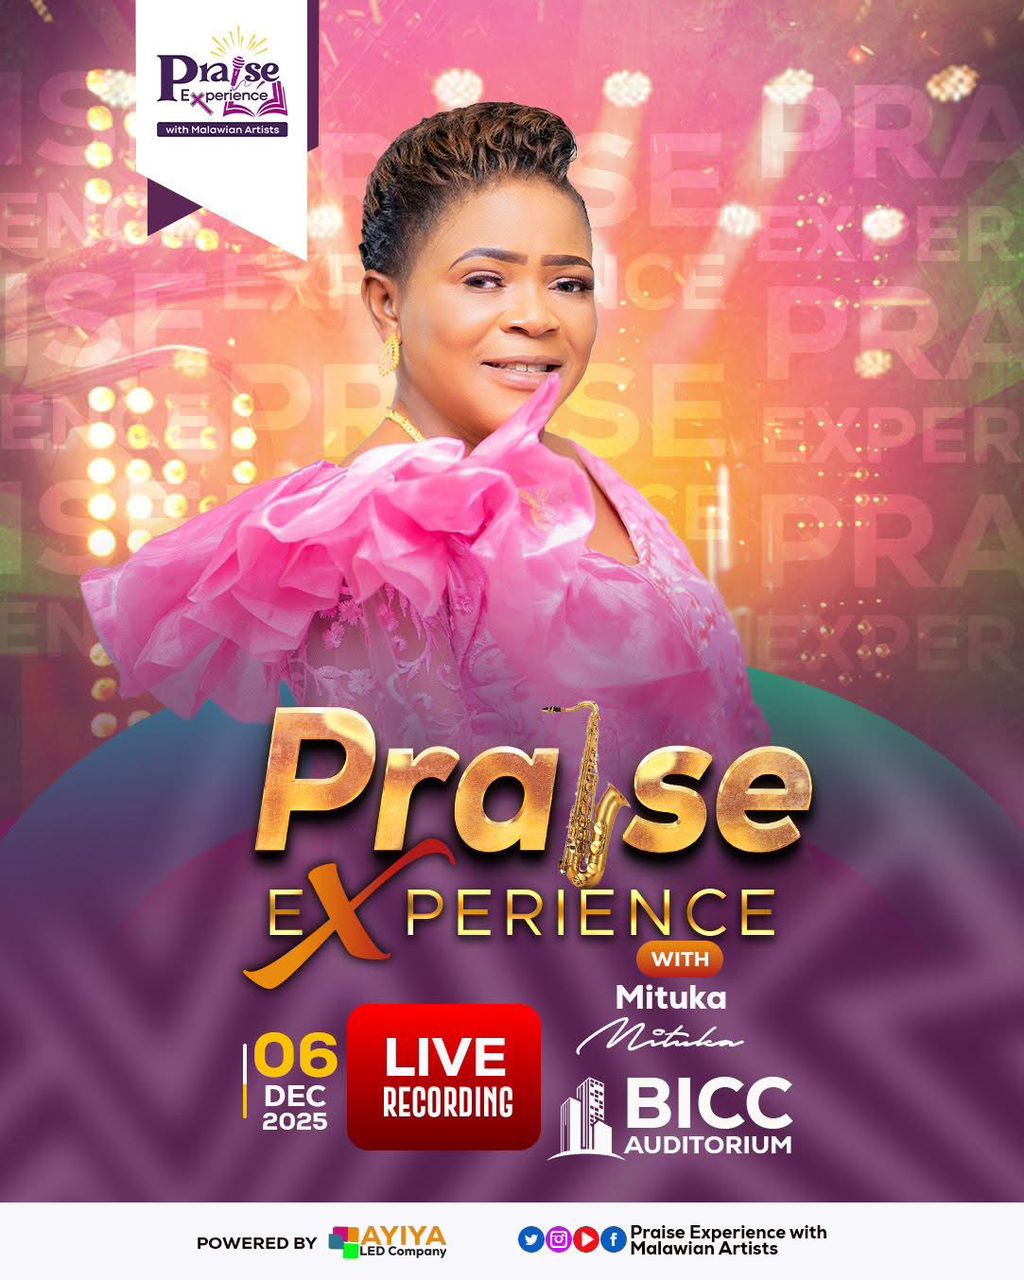 Praise
Experience
with Malawian Artists
Praise
EXPERIENCE
WITH
Mituka
Mituka
06
DEC
2025
LIVE
RECORDING
BICC
AUDITORIUM
POWERED BY
AYIYA
LED Company
Praise Experience with
Malawian Artists